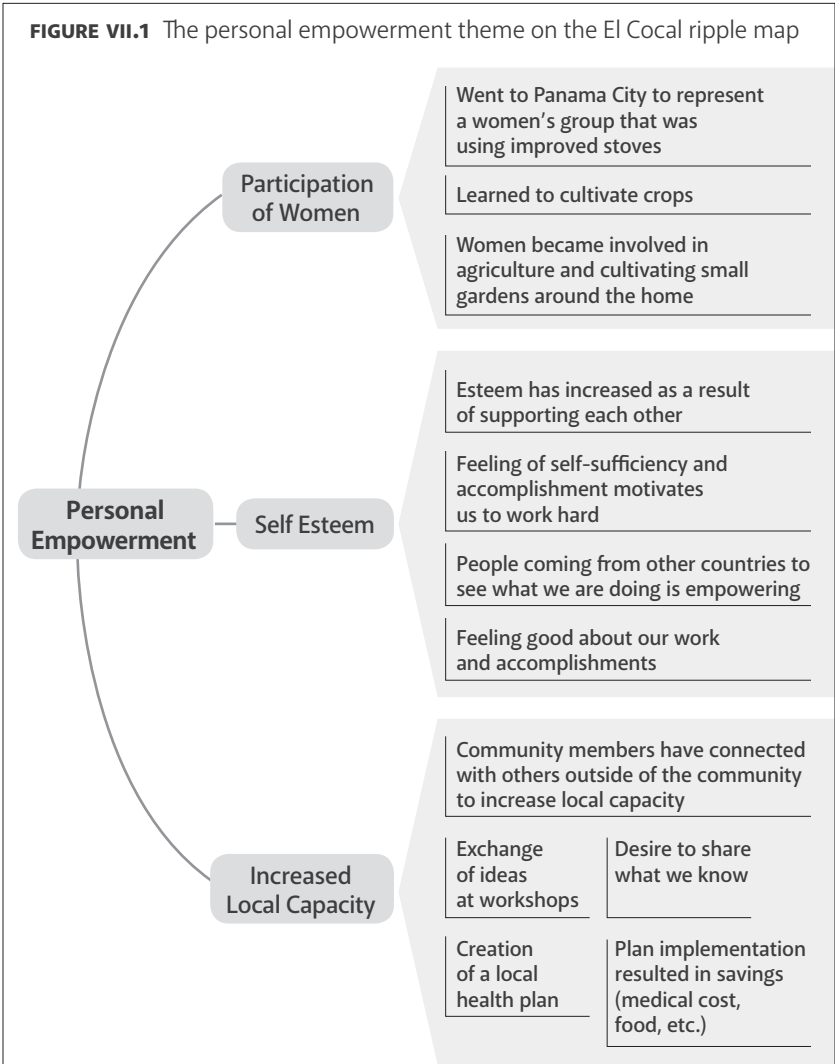 FIGURE VII.1 The personal empowerment theme on the El Cocal ripple map
Participation
of Women
Went to Panama City to represent
a women's group that was
using improved stoves
Learned to cultivate crops
Women became involved in
agriculture and cultivating small
gardens around the home
Personal
Empowerment
Self Esteem
Esteem has increased as a result
of supporting each other
Feeling of self-sufficiency and
accomplishment motivates
us to work hard
People coming from other countries to
see what we are doing is empowering
Feeling good about our work
and accomplishments
Increased
Local Capacity
Community members have connected
with others outside of the community
to increase local capacity
Exchange
of ideas
at workshops
Desire to share
what we know
Creation
of a local
health plan
Plan implementation
resulted in savings
(medical cost,
food, etc.)